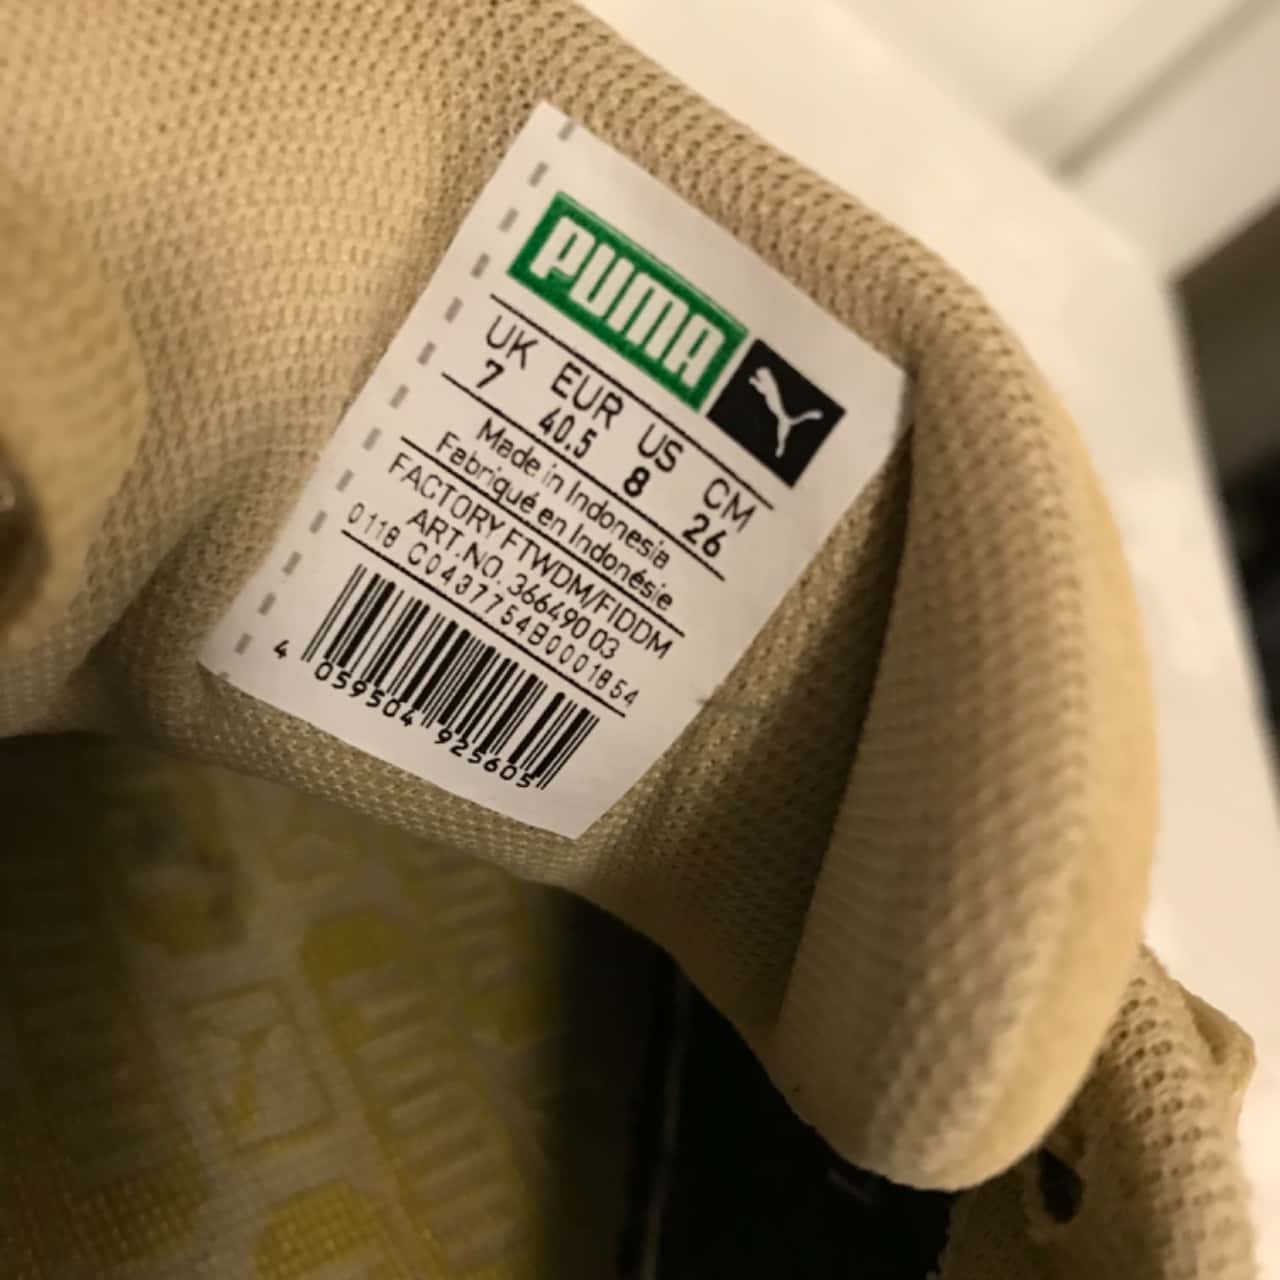 PUMA
UK EUR US CM
7 40.5 8 26
Made in Indonesia
Fabriqué en Indonésie
FACTORY FTWDM/FIDDM
ART.NO. 366490 03
0118 C0437754B0001854
4 059504 925605